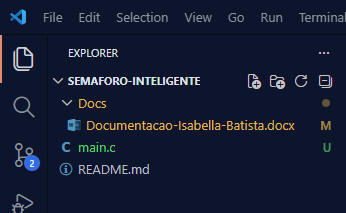 File Edit Selection View Go Run Terminal
EXPLORER ...
SEMAFORO-INTELIGENTE
Docs
Documentacao-Isabella-Batista.docx M
C main.c U
README.md
2